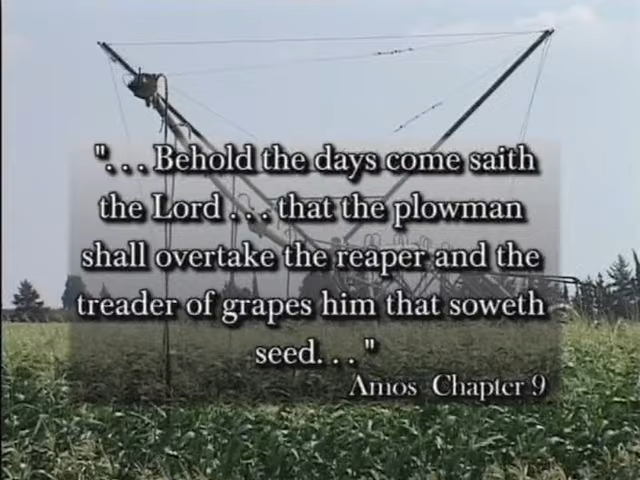 ". . . Behold the days come saith
the Lord . . . that the plowman
shall overtake the reaper and the
treader of grapes him that soweth
seed. . . "
Amos Chapter 9